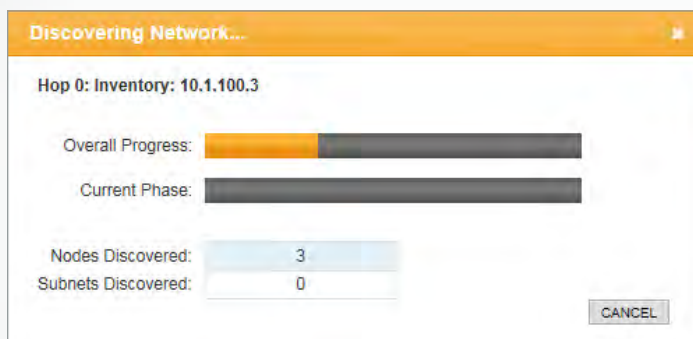 Discovering Network...
Hop 0: Inventory: 10.1.100.3
Overall Progress:
Current Phase:
Nodes Discovered: 3
Subnets Discovered: 0
CANCEL